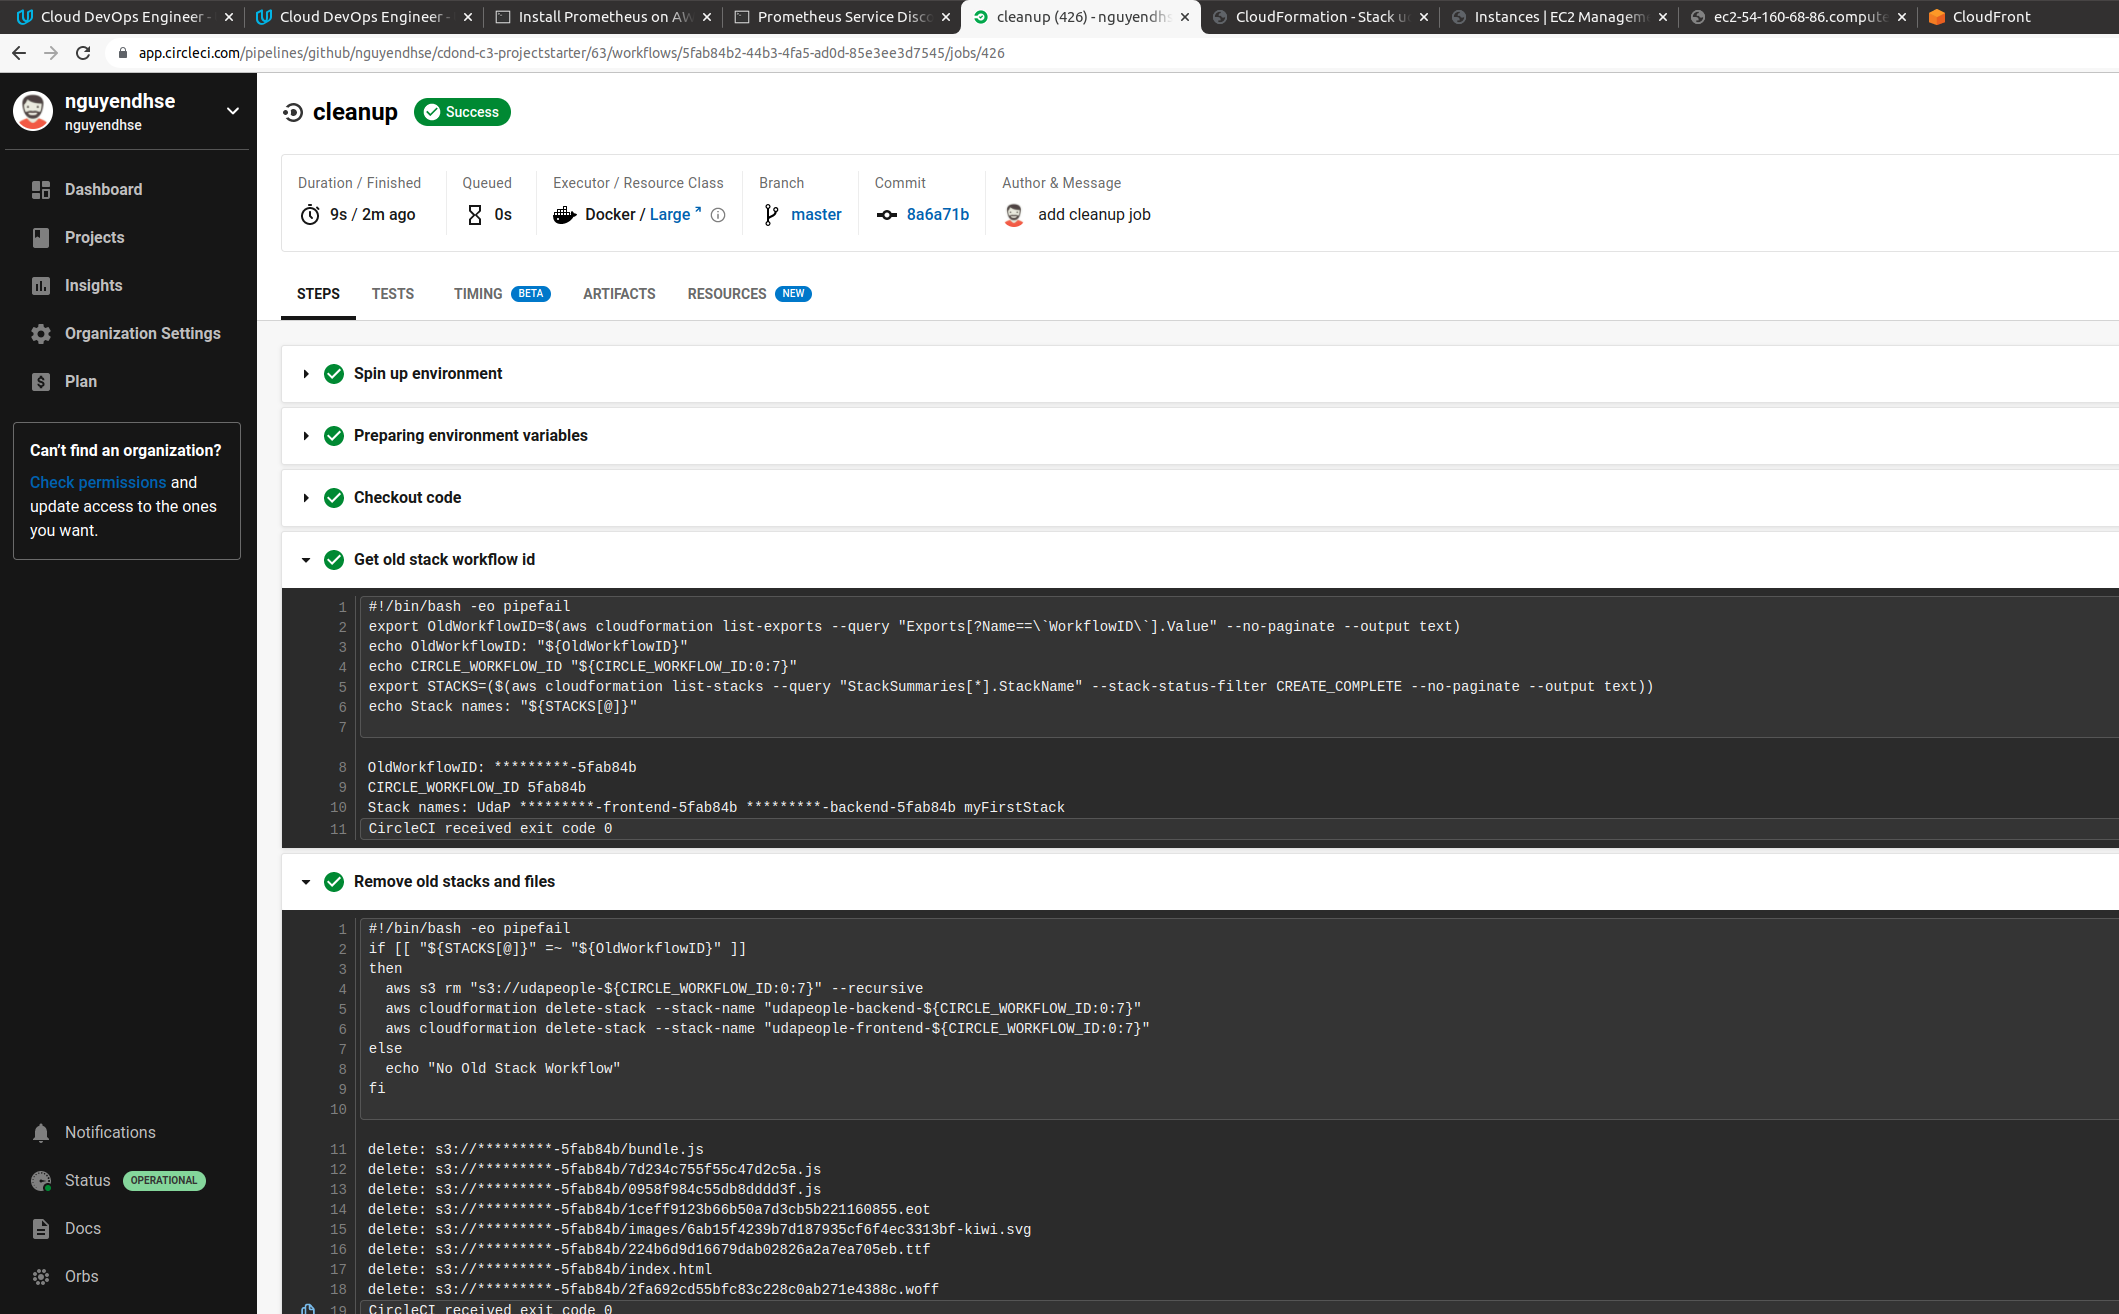 Cloud DevOps Engineer -
Cloud DevOps Engineer -
Install Prometheus on AW
Prometheus Service Disco
cleanup (426) - nguyendhs
CloudFormation - Stack u
Instances | EC2 Managem
ec2-54-160-68-86.compute
CloudFront
app.circleci.com/pipelines/github/nguyendhse/cdond-c3-projectstarter/63/workflows/5fab84b2-44b3-4fa5-ad0d-85e3ee3d7545/jobs/426
nguyendhse
nguyendhse
Dashboard
Projects
Insights
Organization Settings
Plan
Can't find an organization?
Check permissions and
update access to the ones
you want.
Notifications
Status OPERATIONAL
Docs
Orbs
cleanup Success
Duration / Finished
9s / 2m ago
Queued
0s
Executor / Resource Class
Docker / Large
Branch
master
Commit
8a6a71b
Author & Message
add cleanup job
STEPS TESTS TIMING BETA ARTIFACTS RESOURCES NEW
Spin up environment
Preparing environment variables
Checkout code
Get old stack workflow id
1 #!/bin/bash -eo pipefail
2 export OldWorkflowID=$(aws cloudformation list-exports --query "Exports[?Name==\`WorkflowID\`].Value" --no-paginate --output text)
3 echo OldWorkflowID: "${OldWorkflowID}"
4 echo CIRCLE_WORKFLOW_ID "${CIRCLE_WORKFLOW_ID:0:7}"
5 export STACKS=($(aws cloudformation list-stacks --query "StackSummaries[*].StackName" --stack-status-filter CREATE_COMPLETE --no-paginate --output text))
6 echo Stack names: "${STACKS[@]}"
7
8 OldWorkflowID: *********-5fab84b
9 CIRCLE_WORKFLOW_ID 5fab84b
10 Stack names: UdaP *********-frontend-5fab84b *********-backend-5fab84b myFirstStack
11 CircleCI received exit code 0
Remove old stacks and files
1 #!/bin/bash -eo pipefail
2 if [[ "${STACKS[@]}" =~ "${OldWorkflowID}" ]]
3 then
4 aws s3 rm "s3://udapeople-${CIRCLE_WORKFLOW_ID:0:7}" --recursive
5 aws cloudformation delete-stack --stack-name "udapeople-backend-${CIRCLE_WORKFLOW_ID:0:7}"
6 aws cloudformation delete-stack --stack-name "udapeople-frontend-${CIRCLE_WORKFLOW_ID:0:7}"
7 else
8 echo "No Old Stack Workflow"
9 fi
10
11 delete: s3://*********-5fab84b/bundle.js
12 delete: s3://*********-5fab84b/7d234c755f55c47d2c5a.js
13 delete: s3://*********-5fab84b/0958f984c55db8dddd3f.js
14 delete: s3://*********-5fab84b/1ceff9123b66b50a7d3cb5b221160855.eot
15 delete: s3://*********-5fab84b/images/6ab15f4239b7d187935cf6f4ec3313bf-kiwi.svg
16 delete: s3://*********-5fab84b/224b6d9d16679dab02826a2a7ea705eb.ttf
17 delete: s3://*********-5fab84b/index.html
18 delete: s3://*********-5fab84b/2fa692cd55bfc83c228c0ab271e4388c.woff
19 CircleCI received exit code 0